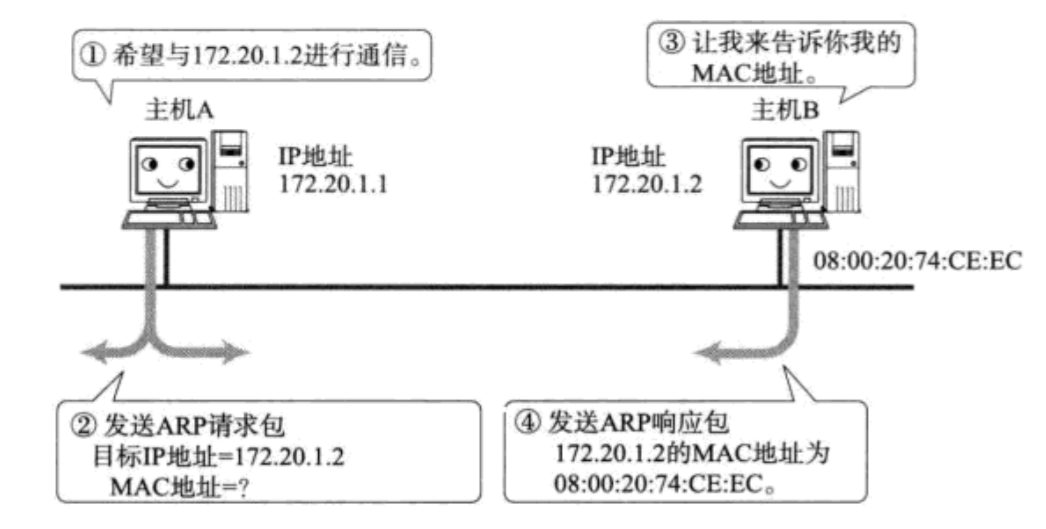 ① 希望与172.20.1.2进行通信。
主机A
IP地址
172.20.1.1
③ 让我来告诉你我的
MAC地址。
主机B
IP地址
172.20.1.2
08:00:20:74:CE:EC
② 发送ARP请求包
目标IP地址=172.20.1.2
MAC地址=?
④ 发送ARP响应包
172.20.1.2的MAC地址为
08:00:20:74:CE:EC。